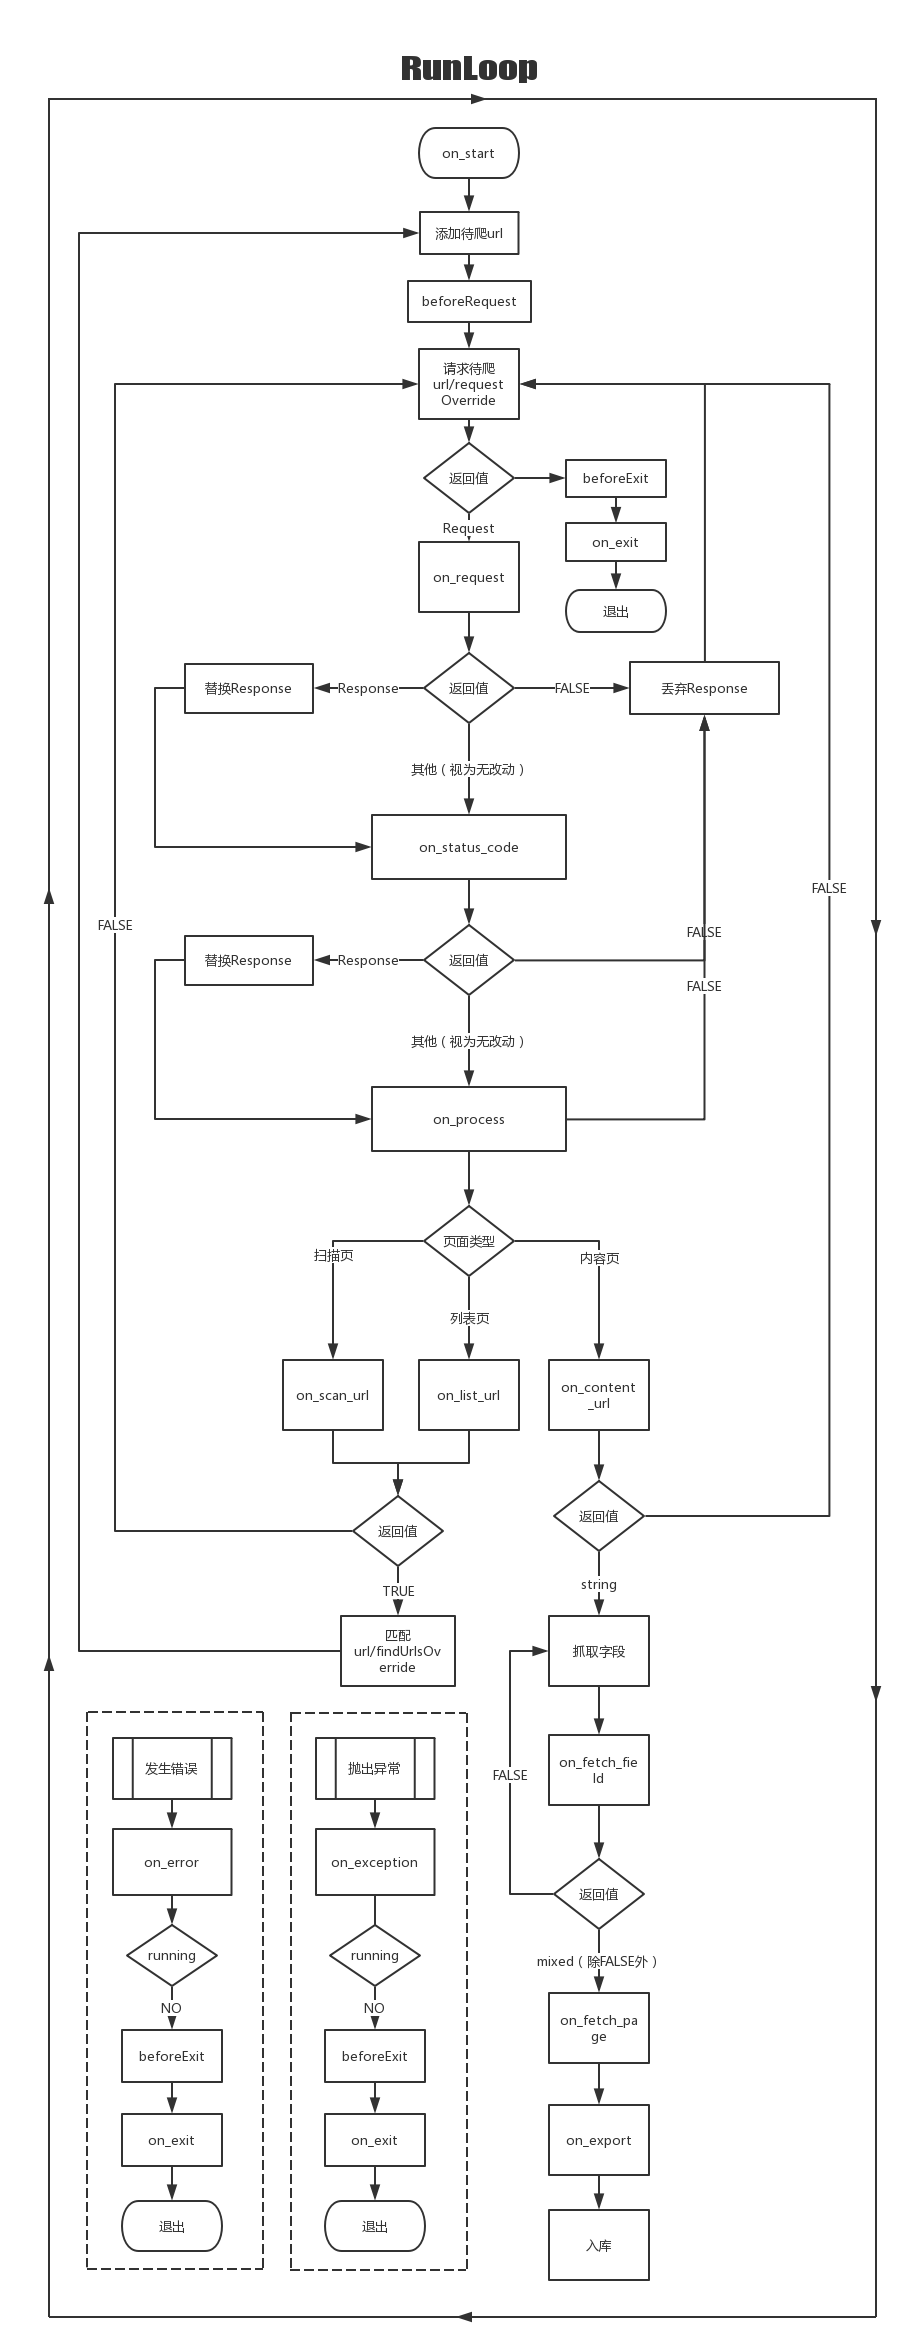 RunLoop
on_start
添加待爬url
beforeRequest
请求待爬
url/request
Override
返回值
beforeExit
Request
on_exit
on_request
退出
替换Response
Response
返回值
FALSE
丢弃Response
其他（视为无改动）
on_status_code
FALSE
FALSE
FALSE
替换Response
Response
返回值
FALSE
其他（视为无改动）
on_process
页面类型
扫描页
内容页
列表页
on_scan_url
on_list_url
on_content
_url
返回值
返回值
string
TRUE
匹配
url/findUrlsOv
erride
抓取字段
发生错误
抛出异常
on_fetch_fie
ld
FALSE
on_error
on_exception
返回值
running
running
mixed（除FALSE外）
NO
NO
on_fetch_pa
ge
beforeExit
beforeExit
on_exit
on_exit
on_export
退出
退出
入库